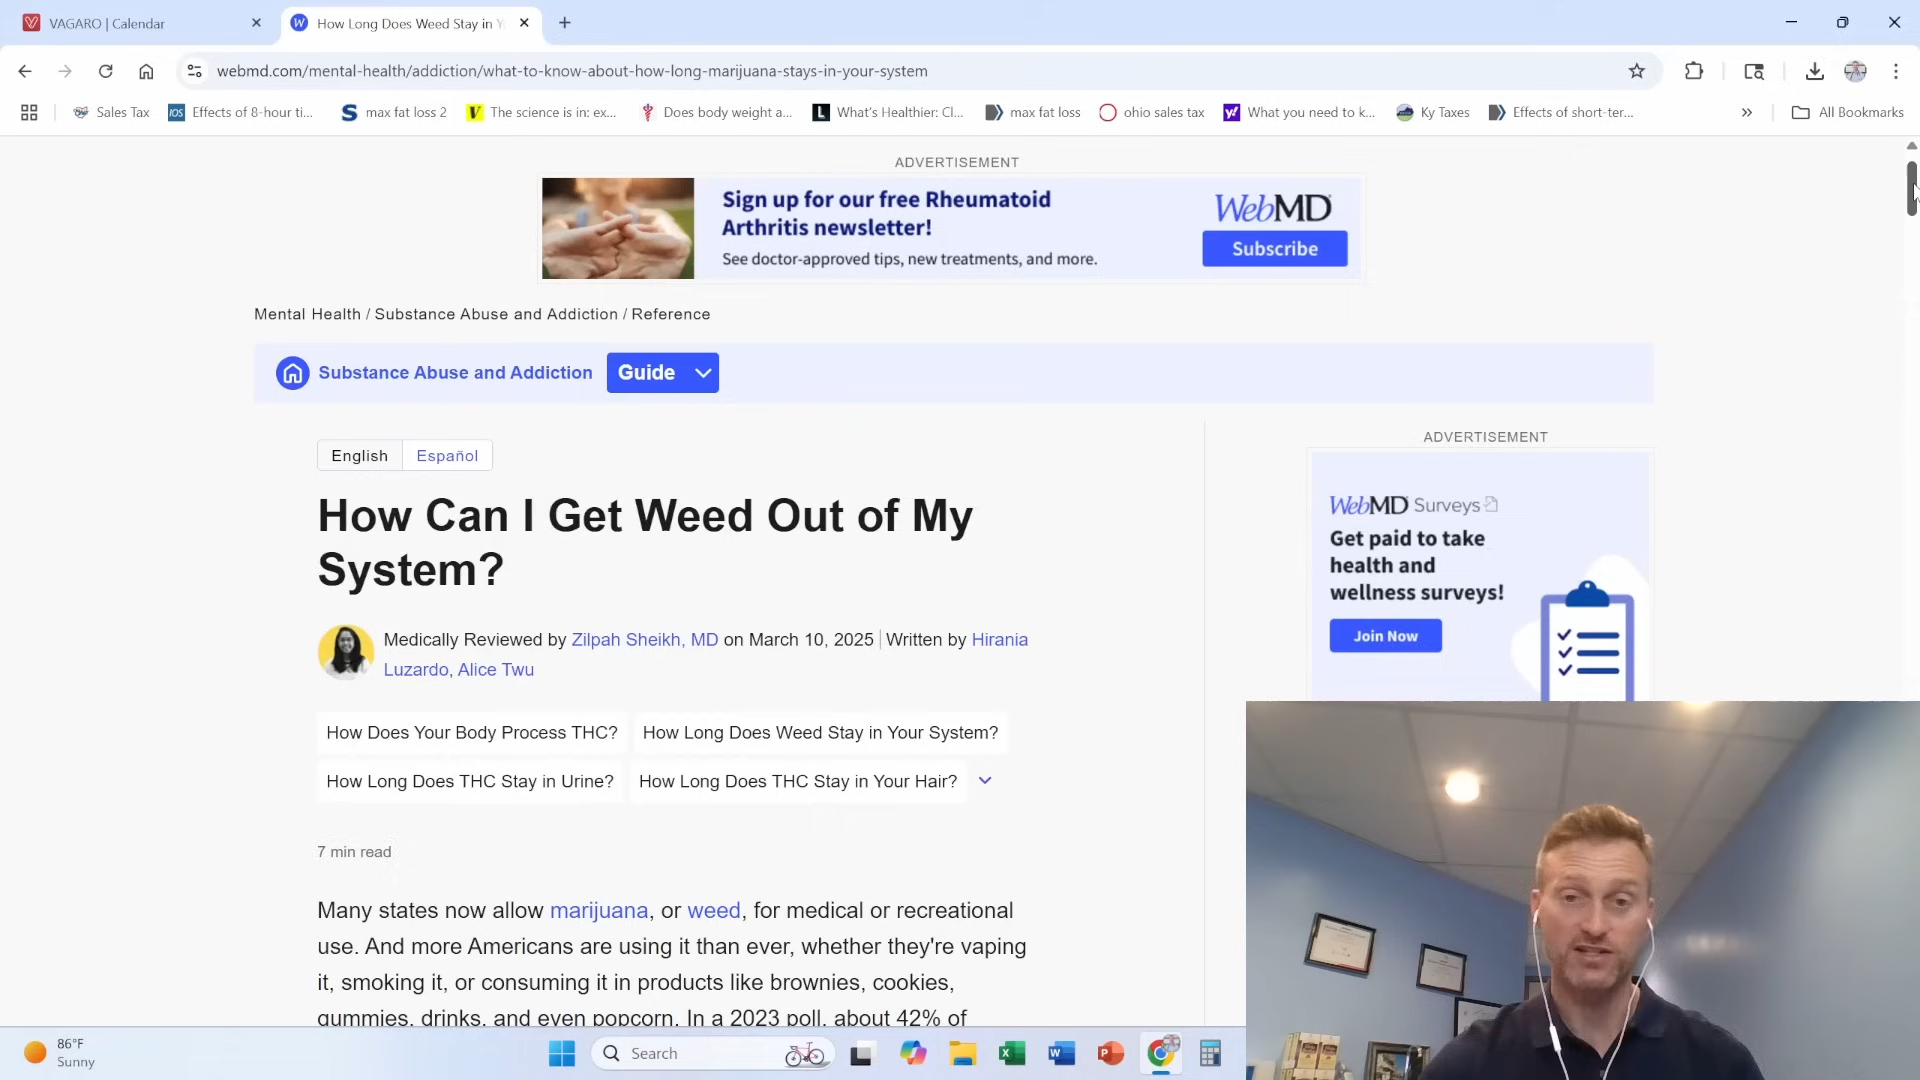 VAGARO | Calendar
How Long Does Weed Stay in Y
webmd.com/mental-health/addiction/what-to-know-about-how-long-marijuana-stays-in-your-system
Sales Tax
IOS Effects of 8-hour ti...
S max fat loss 2
V The science is in: ex...
Does body weight a...
L What's Healthier: Cl...
max fat loss
ohio sales tax
y! What you need to k...
Ky Taxes
Effects of short-ter...
All Bookmarks
ADVERTISEMENT
Sign up for our free Rheumatoid
Arthritis newsletter!
See doctor-approved tips, new treatments, and more.
WebMD
Subscribe
Mental Health / Substance Abuse and Addiction / Reference
Substance Abuse and Addiction Guide
English Español
How Can I Get Weed Out of My
System?
Medically Reviewed by Zilpah Sheikh, MD on March 10, 2025 | Written by Hirania
Luzardo, Alice Twu
How Does Your Body Process THC? How Long Does Weed Stay in Your System?
How Long Does THC Stay in Urine? How Long Does THC Stay in Your Hair?
7 min read
Many states now allow marijuana, or weed, for medical or recreational
use. And more Americans are using it than ever, whether they're vaping
it, smoking it, or consuming it in products like brownies, cookies,
gummies, drinks, and even popcorn. In a 2023 poll, about 42% of
ADVERTISEMENT
WebMD Surveys
Get paid to take
health and
wellness surveys!
Join Now
86°F
Sunny
Search